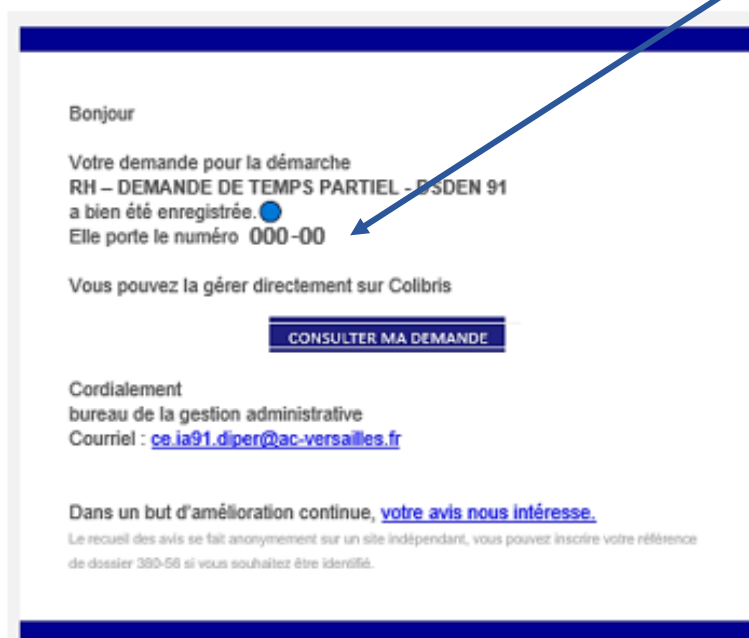 Bonjour
Votre demande pour la démarche
RH – DEMANDE DE TEMPS PARTIEL - DSDEN 91
a bien été enregistrée.
Elle porte le numéro 000-00
Vous pouvez la gérer directement sur Colibris
CONSULTER MA DEMANDE
Cordialement
bureau de la gestion administrative
Courriel : ce.ia91.diper@ac-versailles.fr
Dans un but d'amélioration continue, votre avis nous intéresse.
Le recueil des avis se fait anonymement sur un site indépendant, vous pouvez inscrire votre référence
de dossier 380-56 si vous souhaitez être identifié.